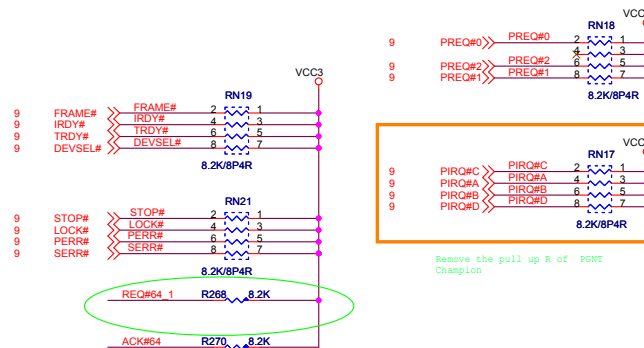 VCC
RN18
9 PREQ#0 PREQ#0 2 1
4 3
9 PREQ#2 PREQ#2 6 5
9 PREQ#1 PREQ#1 8 7
8.2K/8P4R
VCC3
RN19
9 FRAME# FRAME# 2 1
9 IRDY# IRDY# 4 3
9 TRDY# TRDY# 6 5
9 DEVSEL# DEVSEL# 8 7
8.2K/8P4R
VCC
RN17
9 PIRQ#C PIRQ#C 2 1
9 PIRQ#A PIRQ#A 4 3
9 PIRQ#B PIRQ#B 6 5
9 PIRQ#D PIRQ#D 8 7
8.2K/8P4R
RN21
9 STOP# STOP# 2 1
9 LOCK# LOCK# 4 3
9 PERR# PERR# 6 5
9 SERR# SERR# 8 7
8.2K/8P4R
Remove the pull up R of PGNT
Champion
REQ#64_1 R268 8.2K
ACK#64 R270 8.2K